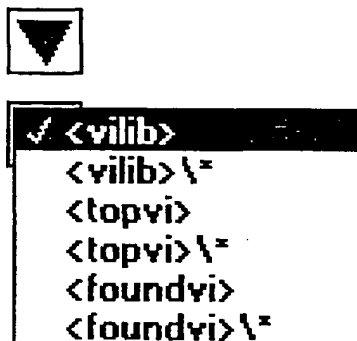 ✓ <vilib>
<vilib>\*
<topvi>
<topvi>\*
<foundvi>
<foundvi>\*